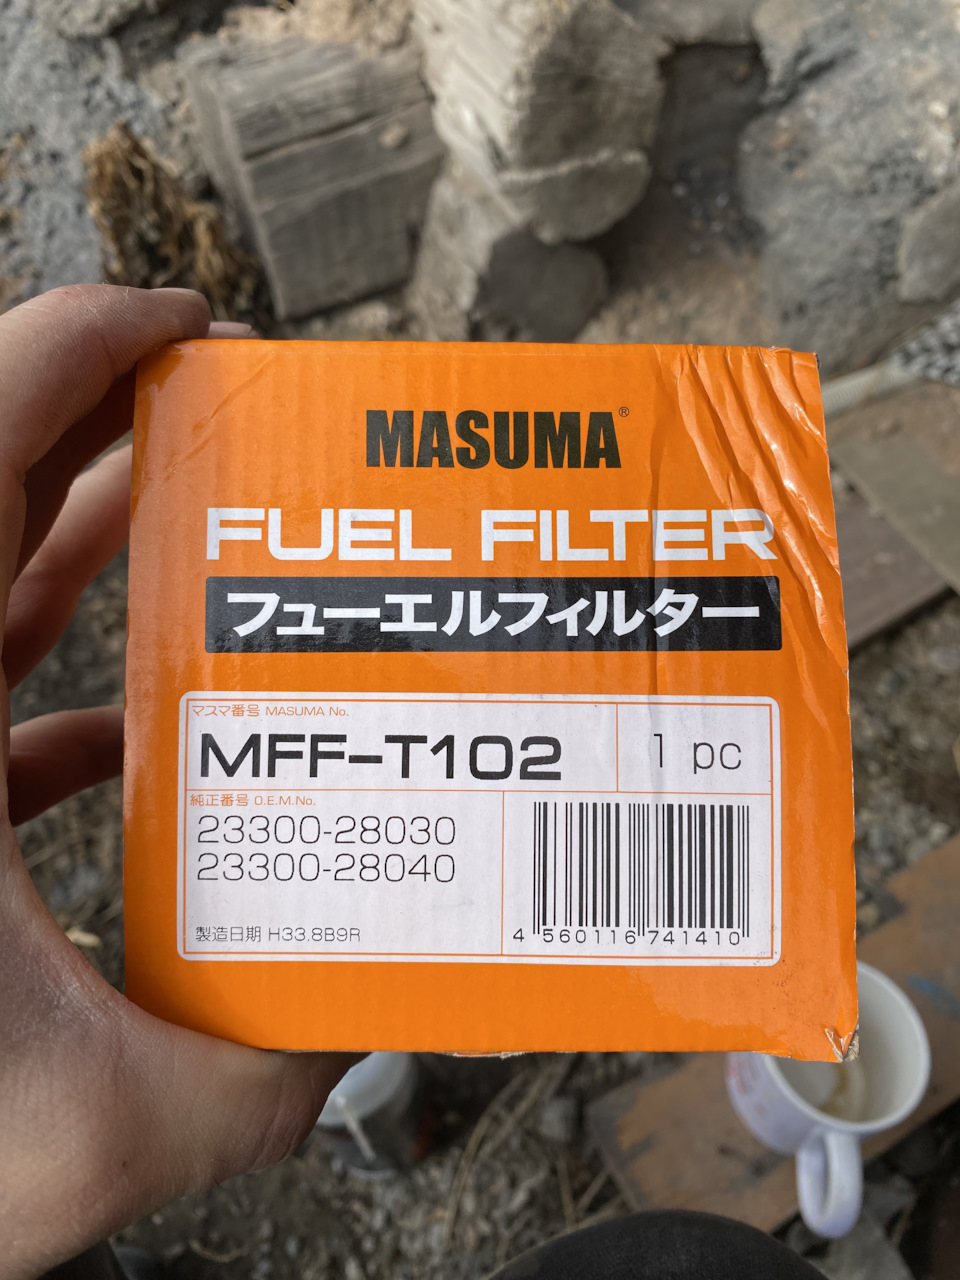 MASUMA®
FUEL FILTER
フューエルフィルター
マスマ番号 MASUMA No.
MFF-T102
1 pc
純正番号 O.E.M.No.
23300-28030
23300-28040
製造日期 H33.8B9R
4 560116 741410